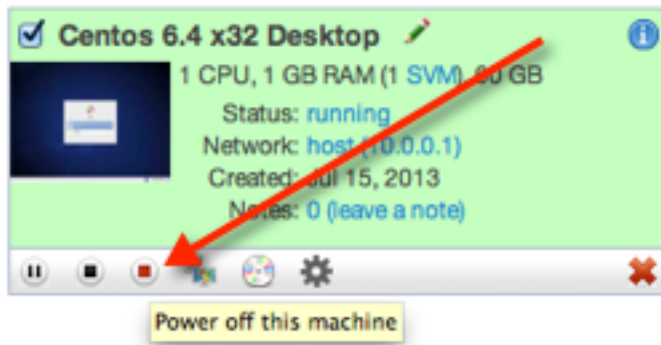 Centos 6.4 x32 Desktop
1 CPU, 1 GB RAM (1 SVM), GB
Status: running
Network: host (10.0.0.1)
Created: Jul 15, 2013
Notes: 0 (leave a note)
Power off this machine